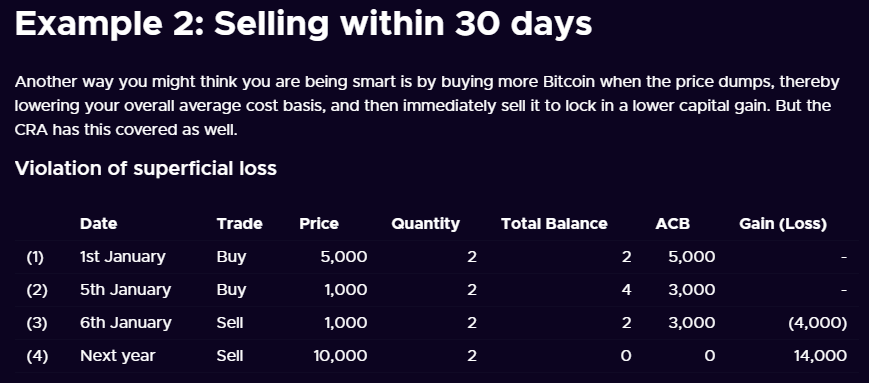 Example 2: Selling within 30 days
Another way you might think you are being smart is by buying more Bitcoin when the price dumps, thereby
lowering your overall average cost basis, and then immediately sell it to lock in a lower capital gain. But the
CRA has this covered as well.
Violation of superficial loss
Date Trade Price Quantity Total Balance ACB Gain (Loss)
(1) 1st January Buy 5,000 2 2 5,000 -
(2) 5th January Buy 1,000 2 4 3,000 -
(3) 6th January Sell 1,000 2 2 3,000 (4,000)
(4) Next year Sell 10,000 2 0 0 14,000